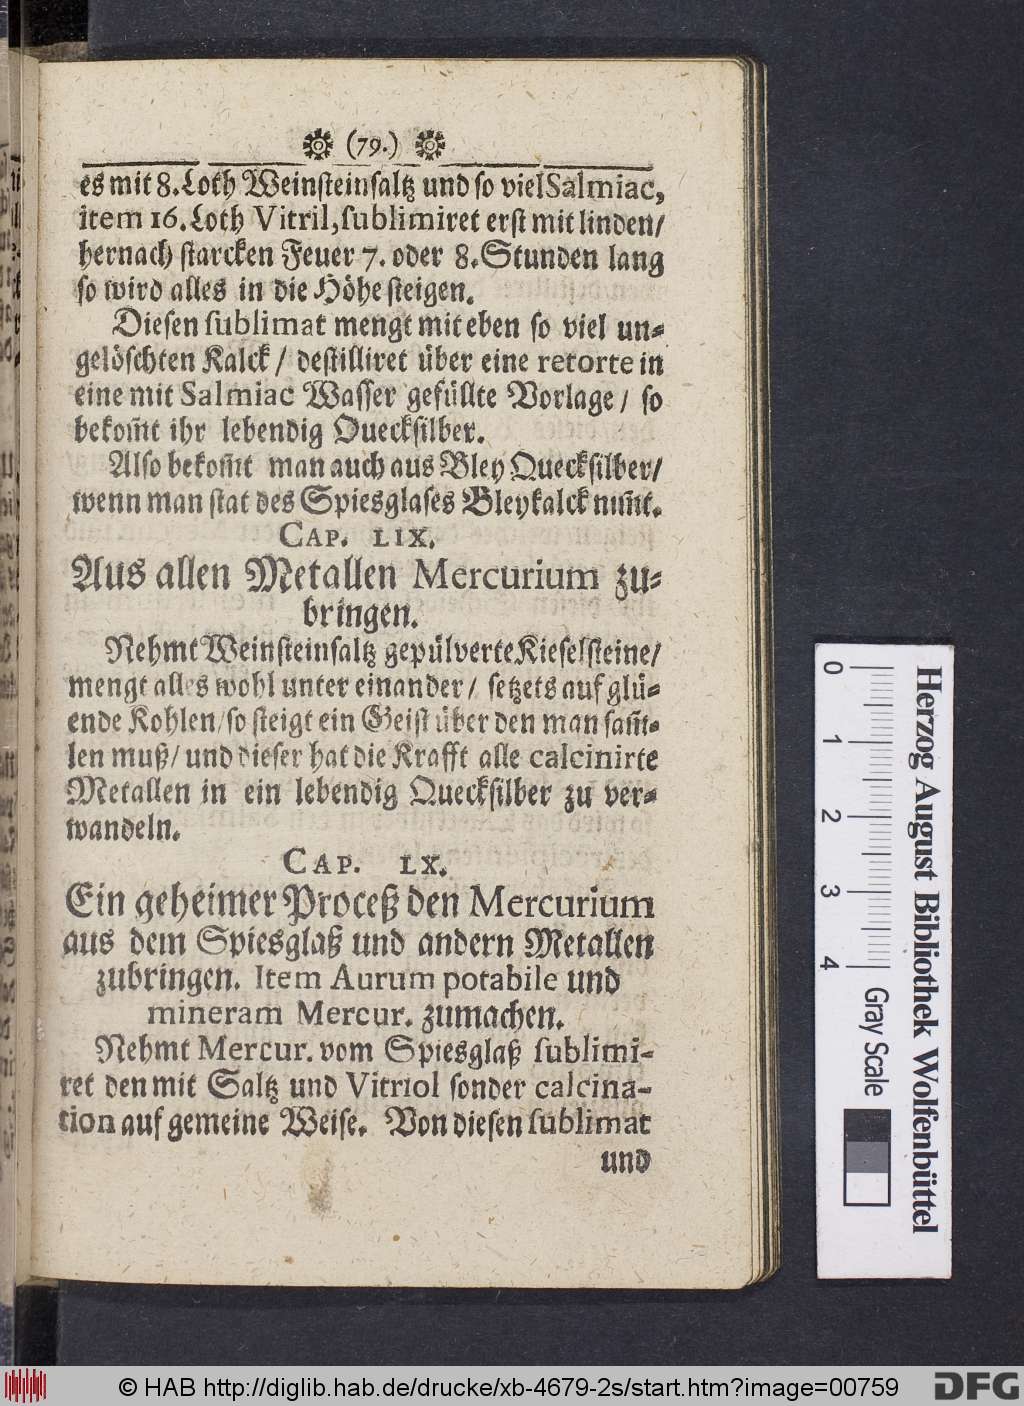 (79.)
es mit 8. Loth Weinsteinsaltz und so viel Salmiac,
item 16. Loth Vitril, sublimiret erst mit linden/
hernach starcken Feuer 7. oder 8. Stunden lang
so wird alles in die Höhe steigen.
Diesen sublimat mengt mit eben so viel un-
gelöschten Kalck / destilliret über eine retorte in
eine mit Salmiac Wasser gefüllte Vorlage / so
bekom̃t ihr lebendig Quecksilber.
Also bekom̃t man auch aus Bley Quecksilber/
wenn man stat des Spiesglases Bleykalck nim̃t.
CAP. LIX.
Aus allen Metallen Mercurium zu-
bringen.
Nehmt Weinsteinsaltz gepülverte Kieselsteine/
mengt alles wohl unter einander / setzets auf glü-
ende Kohlen/ so steigt ein Geist über den man sam̃-
len muß/ und dieser hat die Krafft alle calcinirte
Metallen in ein lebendig Quecksilber zu ver-
wandeln.
CAP. LX.
Ein geheimer Proceß den Mercurium
aus dem Spiesglaß und andern Metallen
zubringen. Item Aurum potabile und
mineram Mercur. zumachen.
Nehmt Mercur. vom Spiesglaß sublimi-
ret den mit Saltz und Vitriol sonder calcina-
tion auf gemeine Weise. Von diesen sublimat
und
0 1 2 3 4
Gray Scale
Herzog August Bibliothek Wolfenbüttel
© HAB http://diglib.hab.de/drucke/xb-4679-2s/start.htm?image=00759
DFG